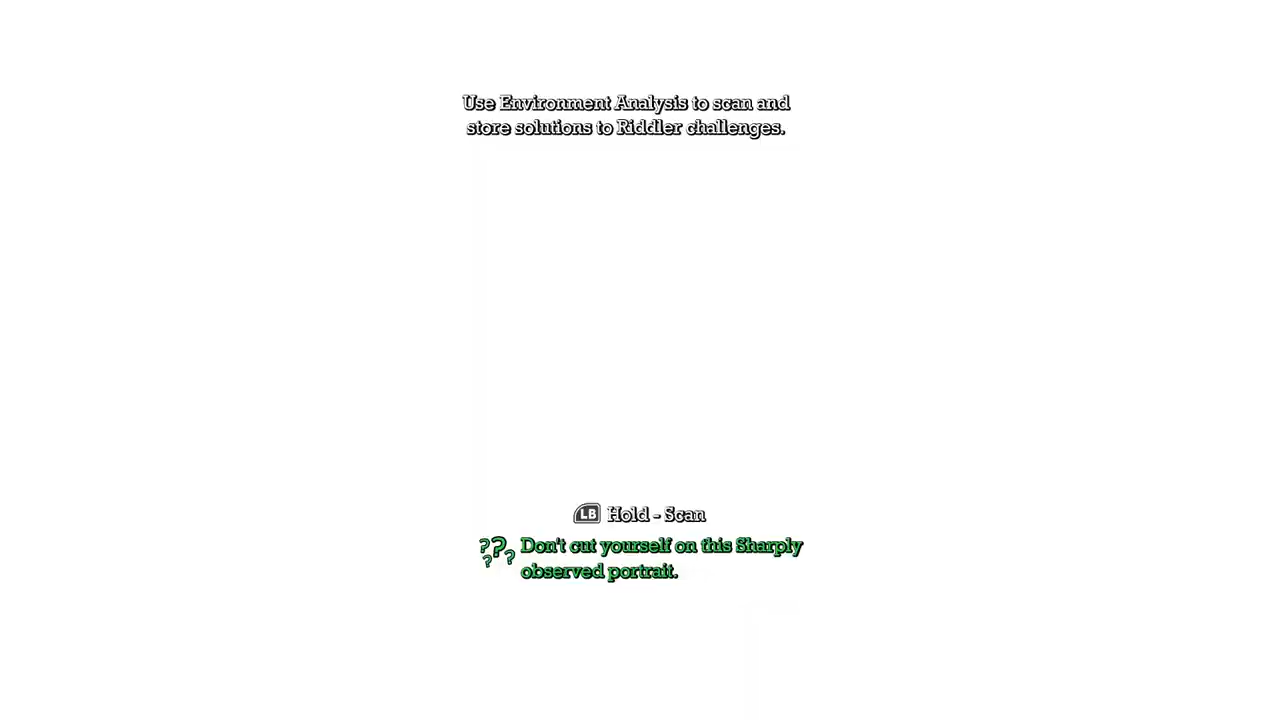 Use Environment Analysis to scan and
store solutions to Riddler challenges.
LB Hold - Scan
???? Don't cut yourself on this Sharply
observed portrait.